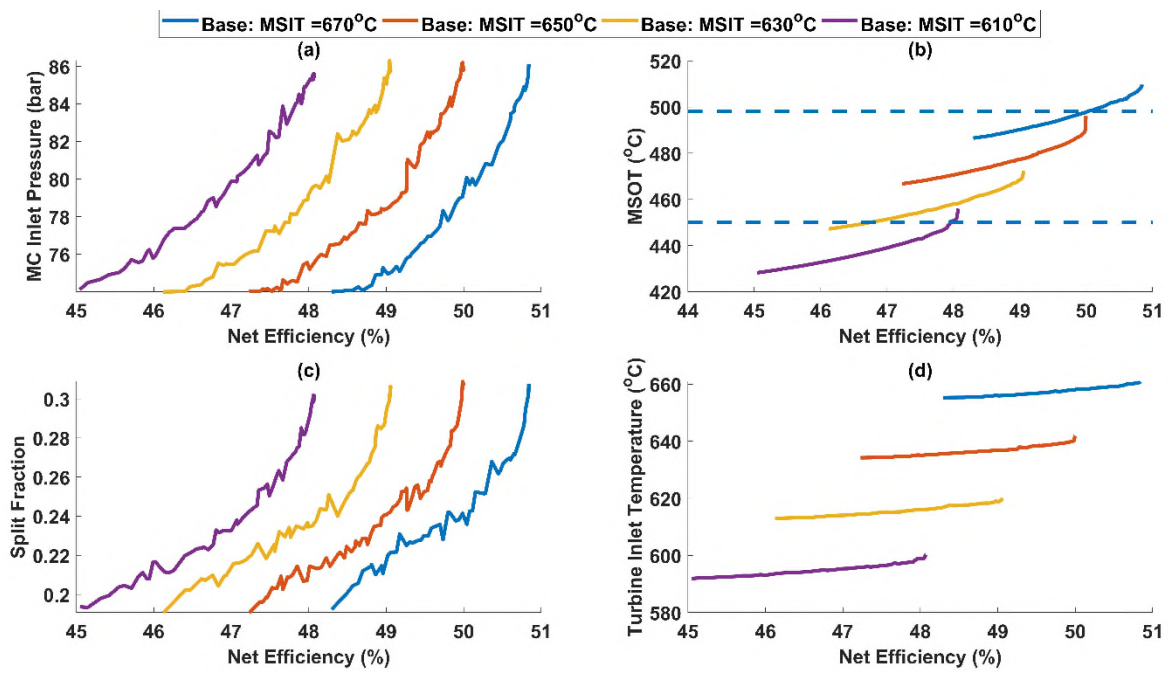 Base: MSIT =670°C Base: MSIT =650°C Base: MSIT =630°C Base: MSIT =610°C
(a)
MC Inlet Pressure (bar)
86
84
82
80
78
76
45 46 47 48 49 50 51
Net Efficiency (%)
(b)
MSOT (°C)
520
500
480
460
440
420
44 45 46 47 48 49 50 51
Net Efficiency (%)
(c)
Split Fraction
0.3
0.28
0.26
0.24
0.22
0.2
45 46 47 48 49 50 51
Net Efficiency (%)
(d)
Turbine Inlet Temperature (°C)
660
640
620
600
580
45 46 47 48 49 50 51
Net Efficiency (%)